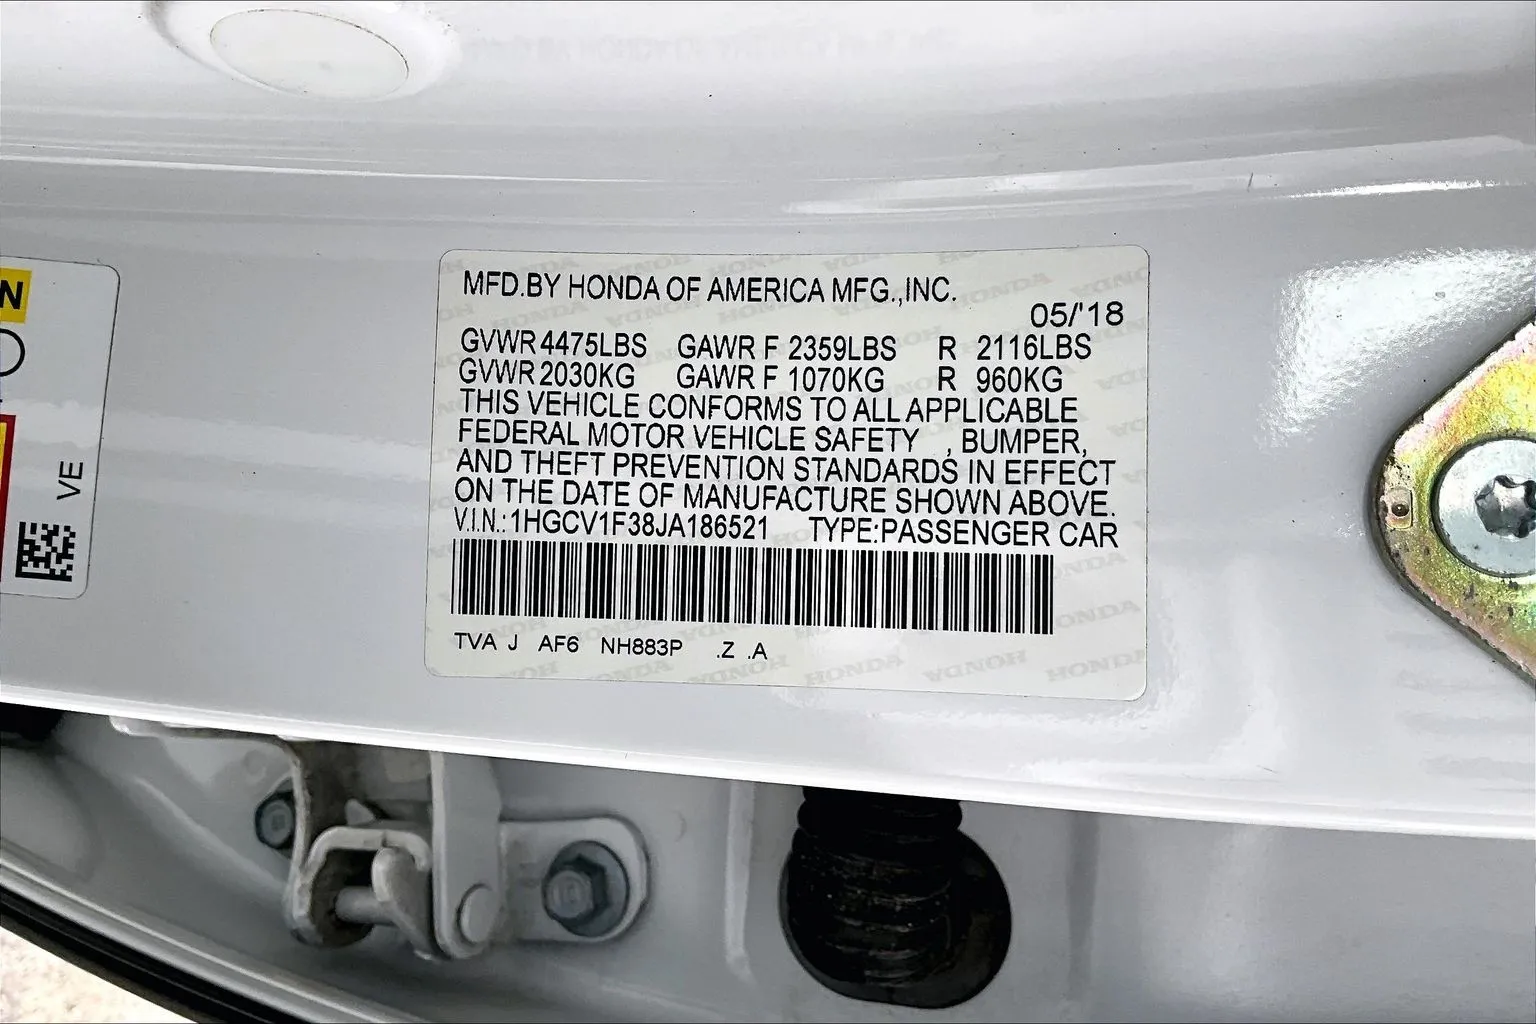 N
VE
MFD.BY HONDA OF AMERICA MFG.,INC.
05/'18
GVWR 4475LBS GAWR F 2359LBS R 2116LBS
GVWR 2030KG GAWR F 1070KG R 960KG
THIS VEHICLE CONFORMS TO ALL APPLICABLE
FEDERAL MOTOR VEHICLE SAFETY , BUMPER,
AND THEFT PREVENTION STANDARDS IN EFFECT
ON THE DATE OF MANUFACTURE SHOWN ABOVE.
V.I.N.:1HGCV1F38JA186521 TYPE:PASSENGER CAR
TVA J AF6 NH883P .Z .A